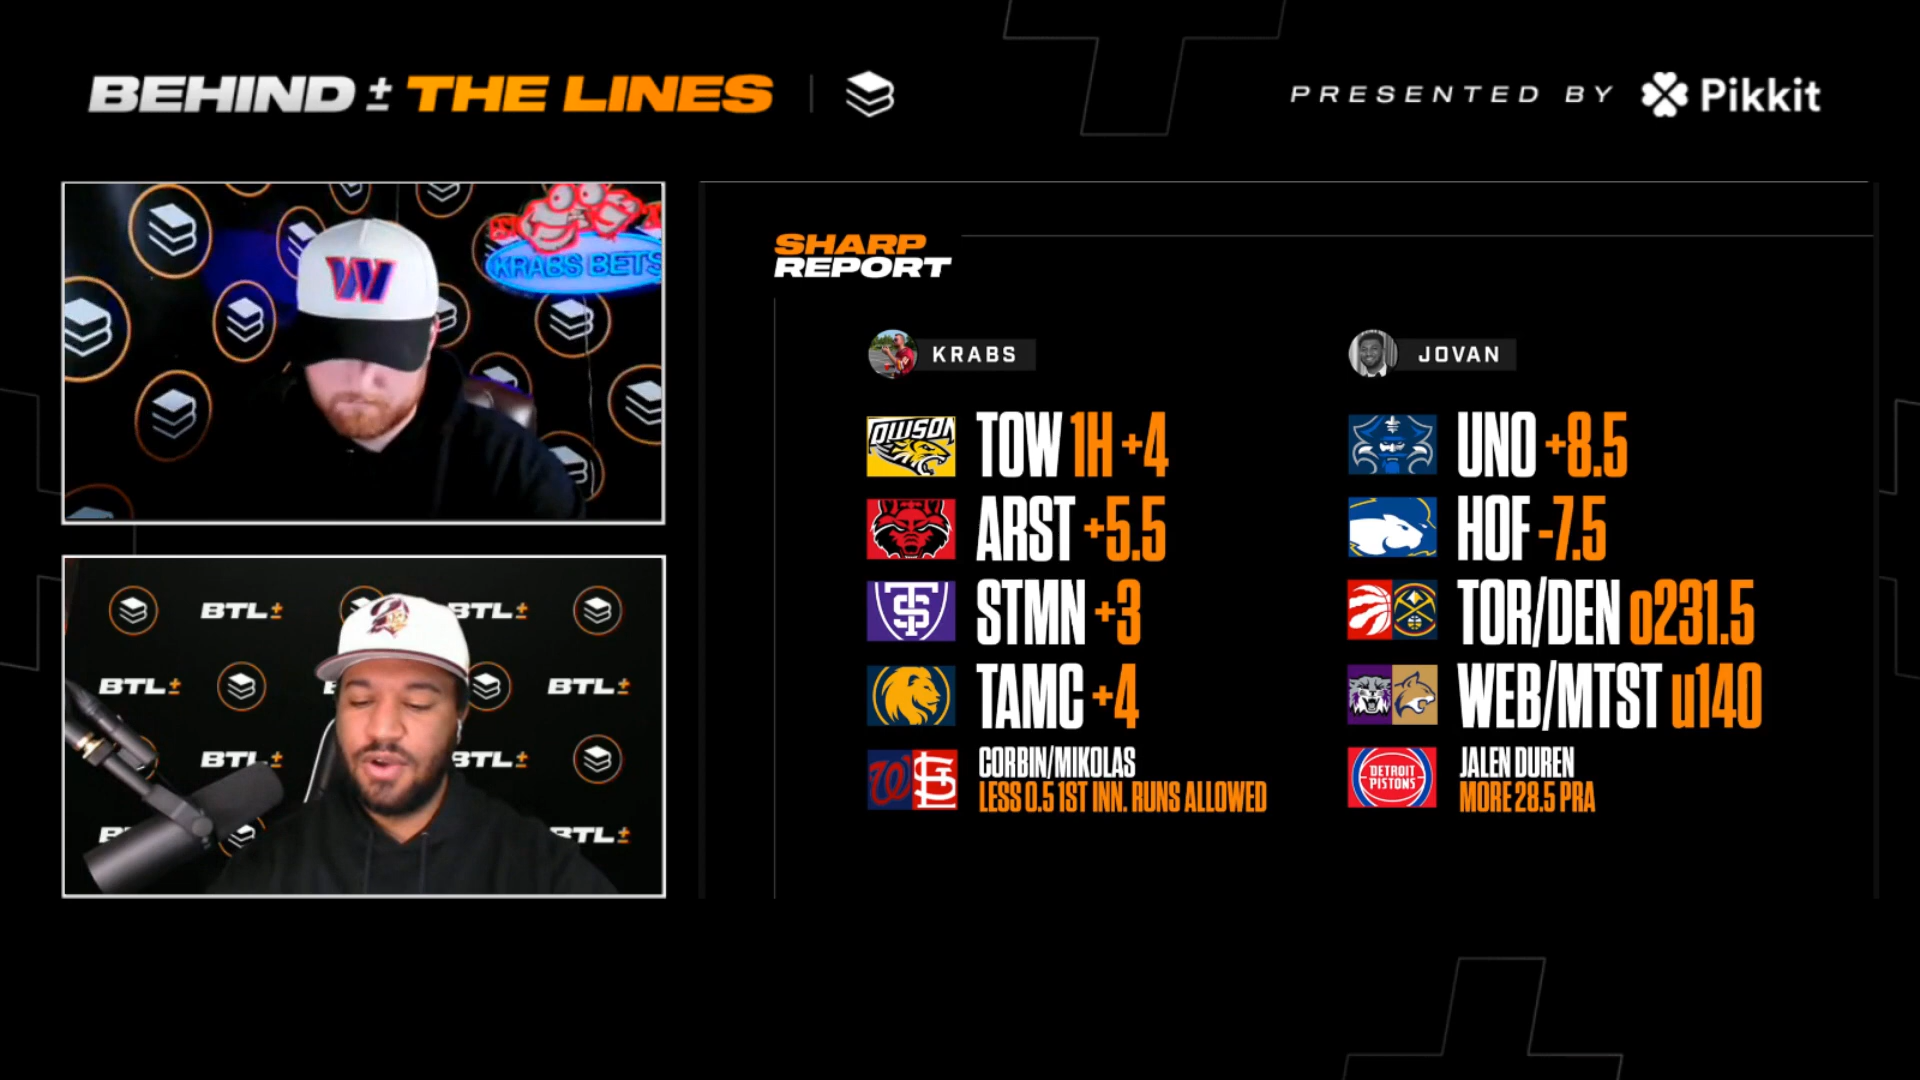 BEHIND ± THE LINES
PRESENTED BY Pikkit
KRABS BETS
W
BTL± BTL±
BTL± BTL±
BTL± BTL±
BTL±
SHARP
REPORT
KRABS
TOW 1H +4
ARST +5.5
STMN +3
TAMC +4
CORBIN/MIKOLAS
LESS 0.5 1ST INN. RUNS ALLOWED
JOVAN
UNO +8.5
HOF -7.5
TOR/DEN o231.5
WEB/MTST u140
DETROIT
PISTONS
JALEN DUREN
MORE 28.5 PRA